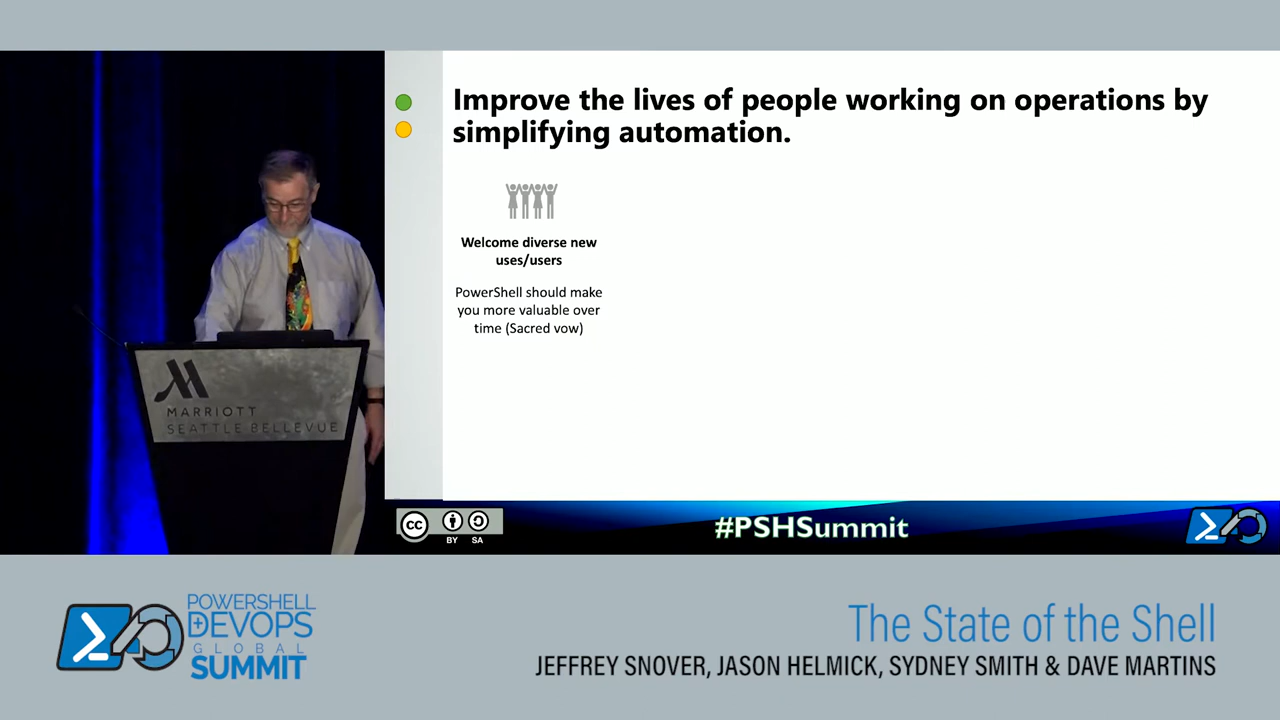 Improve the lives of people working on operations by
simplifying automation.
Welcome diverse new
uses/users
PowerShell should make
you more valuable over
time (Sacred vow)
MARRIOTT
SEATTLE BELLEVUE
cc
BY SA
#PSHSummit
POWERSHELL
+DEVOPS
GLOBAL
SUMMIT
The State of the Shell
JEFFREY SNOVER, JASON HELMICK, SYDNEY SMITH & DAVE MARTINS